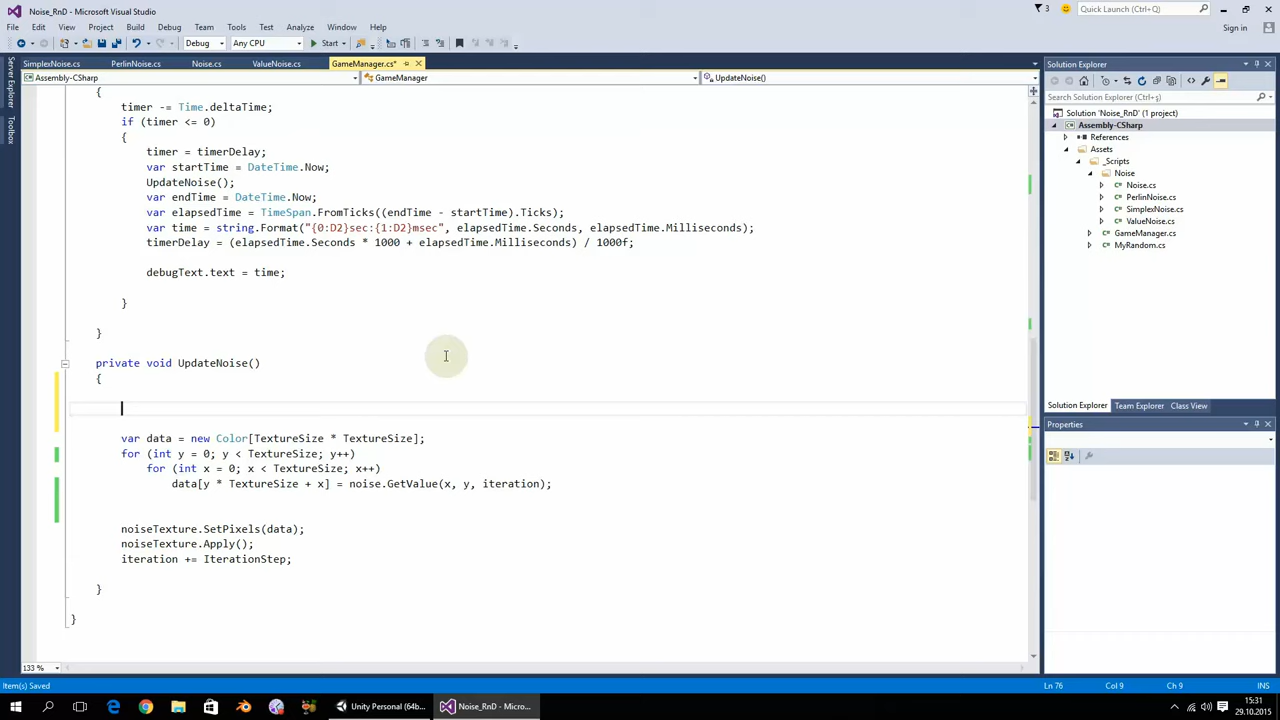 Noise_RnD - Microsoft Visual Studio
3
Quick Launch (Ctrl+Q)
File Edit View Project Build Debug Team Tools Test Analyze Window Help
Sign in
Debug Any CPU Start
SimplexNoise.cs PerlinNoise.cs Noise.cs ValueNoise.cs GameManager.cs*
Assembly-CSharp GameManager UpdateNoise()
Server Explorer
Toolbox
{
timer -= Time.deltaTime;
if (timer <= 0)
{
timer = timerDelay;
var startTime = DateTime.Now;
UpdateNoise();
var endTime = DateTime.Now;
var elapsedTime = TimeSpan.FromTicks((endTime - startTime).Ticks);
var time = string.Format("{0:D2}sec:{1:D2}msec", elapsedTime.Seconds, elapsedTime.Milliseconds);
timerDelay = (elapsedTime.Seconds * 1000 + elapsedTime.Milliseconds) / 1000f;
debugText.text = time;
}
}
private void UpdateNoise()
{
var data = new Color[TextureSize * TextureSize];
for (int y = 0; y < TextureSize; y++)
for (int x = 0; x < TextureSize; x++)
data[y * TextureSize + x] = noise.GetValue(x, y, iteration);
noiseTexture.SetPixels(data);
noiseTexture.Apply();
iteration += IterationStep;
}
}
133 %
Solution Explorer
Search Solution Explorer (Ctrl+ş)
Solution 'Noise_RnD' (1 project)
Assembly-CSharp
References
Assets
_Scripts
Noise
Noise.cs
PerlinNoise.cs
SimplexNoise.cs
ValueNoise.cs
GameManager.cs
MyRandom.cs
Solution Explorer Team Explorer Class View
Properties
Item(s) Saved Ln 76 Col 9 Ch 9 INS
Unity Personal (64b... Noise_RnD - Micro...
15:31
29.10.2015